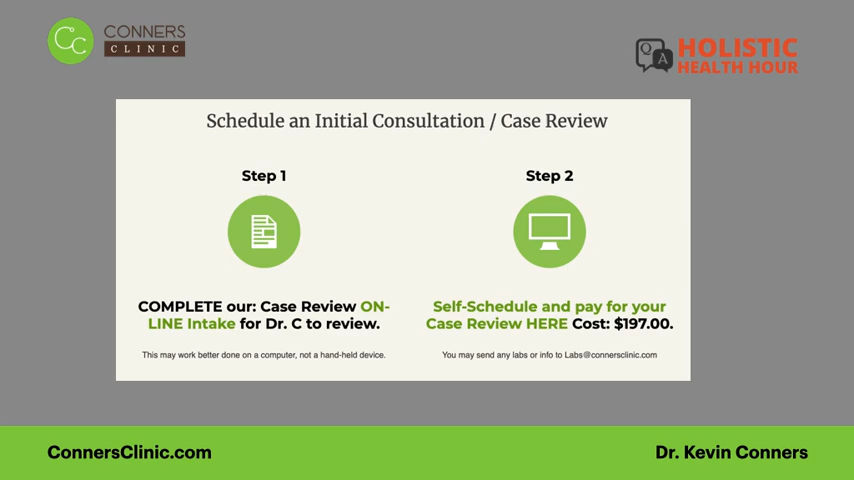 CC
CONNERS
CLINIC
Q
A
HOLISTIC
HEALTH HOUR
Schedule an Initial Consultation / Case Review
Step 1
COMPLETE our: Case Review ON-
LINE Intake for Dr. C to review.
This may work better done on a computer, not a hand-held device.
Step 2
Self-Schedule and pay for your
Case Review HERE Cost: $197.00.
You may send any labs or info to Labs@connersclinic.com
ConnersClinic.com
Dr. Kevin Conners